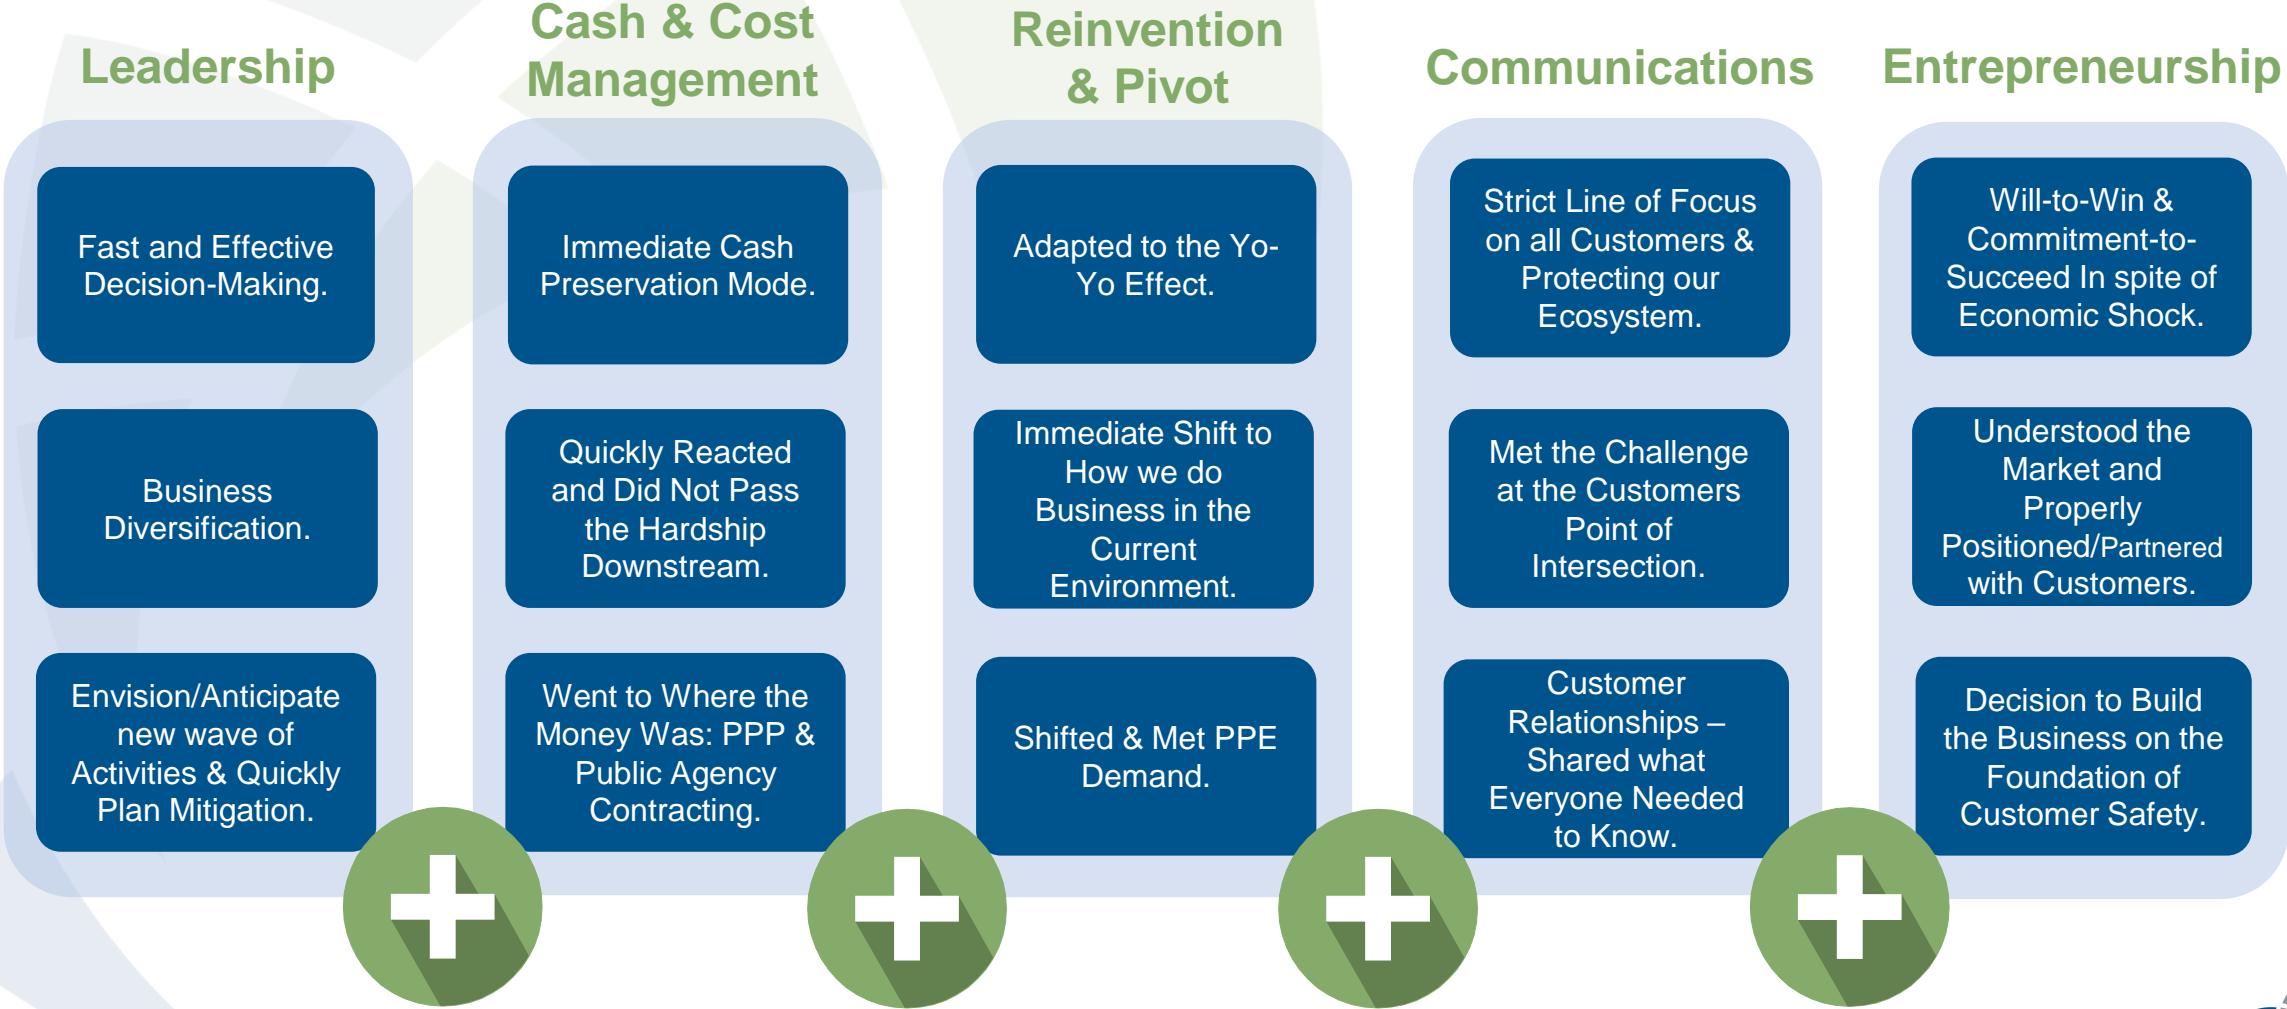 Leadership
Fast and Effective
Decision-Making.
Business
Diversification.
Envision/Anticipate
new wave of
Activities & Quickly
Plan Mitigation.
Cash & Cost
Management
Immediate Cash
Preservation Mode.
Quickly Reacted
and Did Not Pass
the Hardship
Downstream.
Went to Where the
Money Was: PPP &
Public Agency
Contracting.
Reinvention
& Pivot
Adapted to the Yo-
Yo Effect.
Immediate Shift to
How we do
Business in the
Current
Environment.
Shifted & Met PPE
Demand.
Communications
Strict Line of Focus
on all Customers &
Protecting our
Ecosystem.
Met the Challenge
at the Customers
Point of
Intersection.
Customer
Relationships –
Shared what
Everyone Needed
to Know.
Entrepreneurship
Will-to-Win &
Commitment-to-
Succeed In spite of
Economic Shock.
Understood the
Market and
Properly
Positioned/Partnered
with Customers.
Decision to Build
the Business on the
Foundation of
Customer Safety.